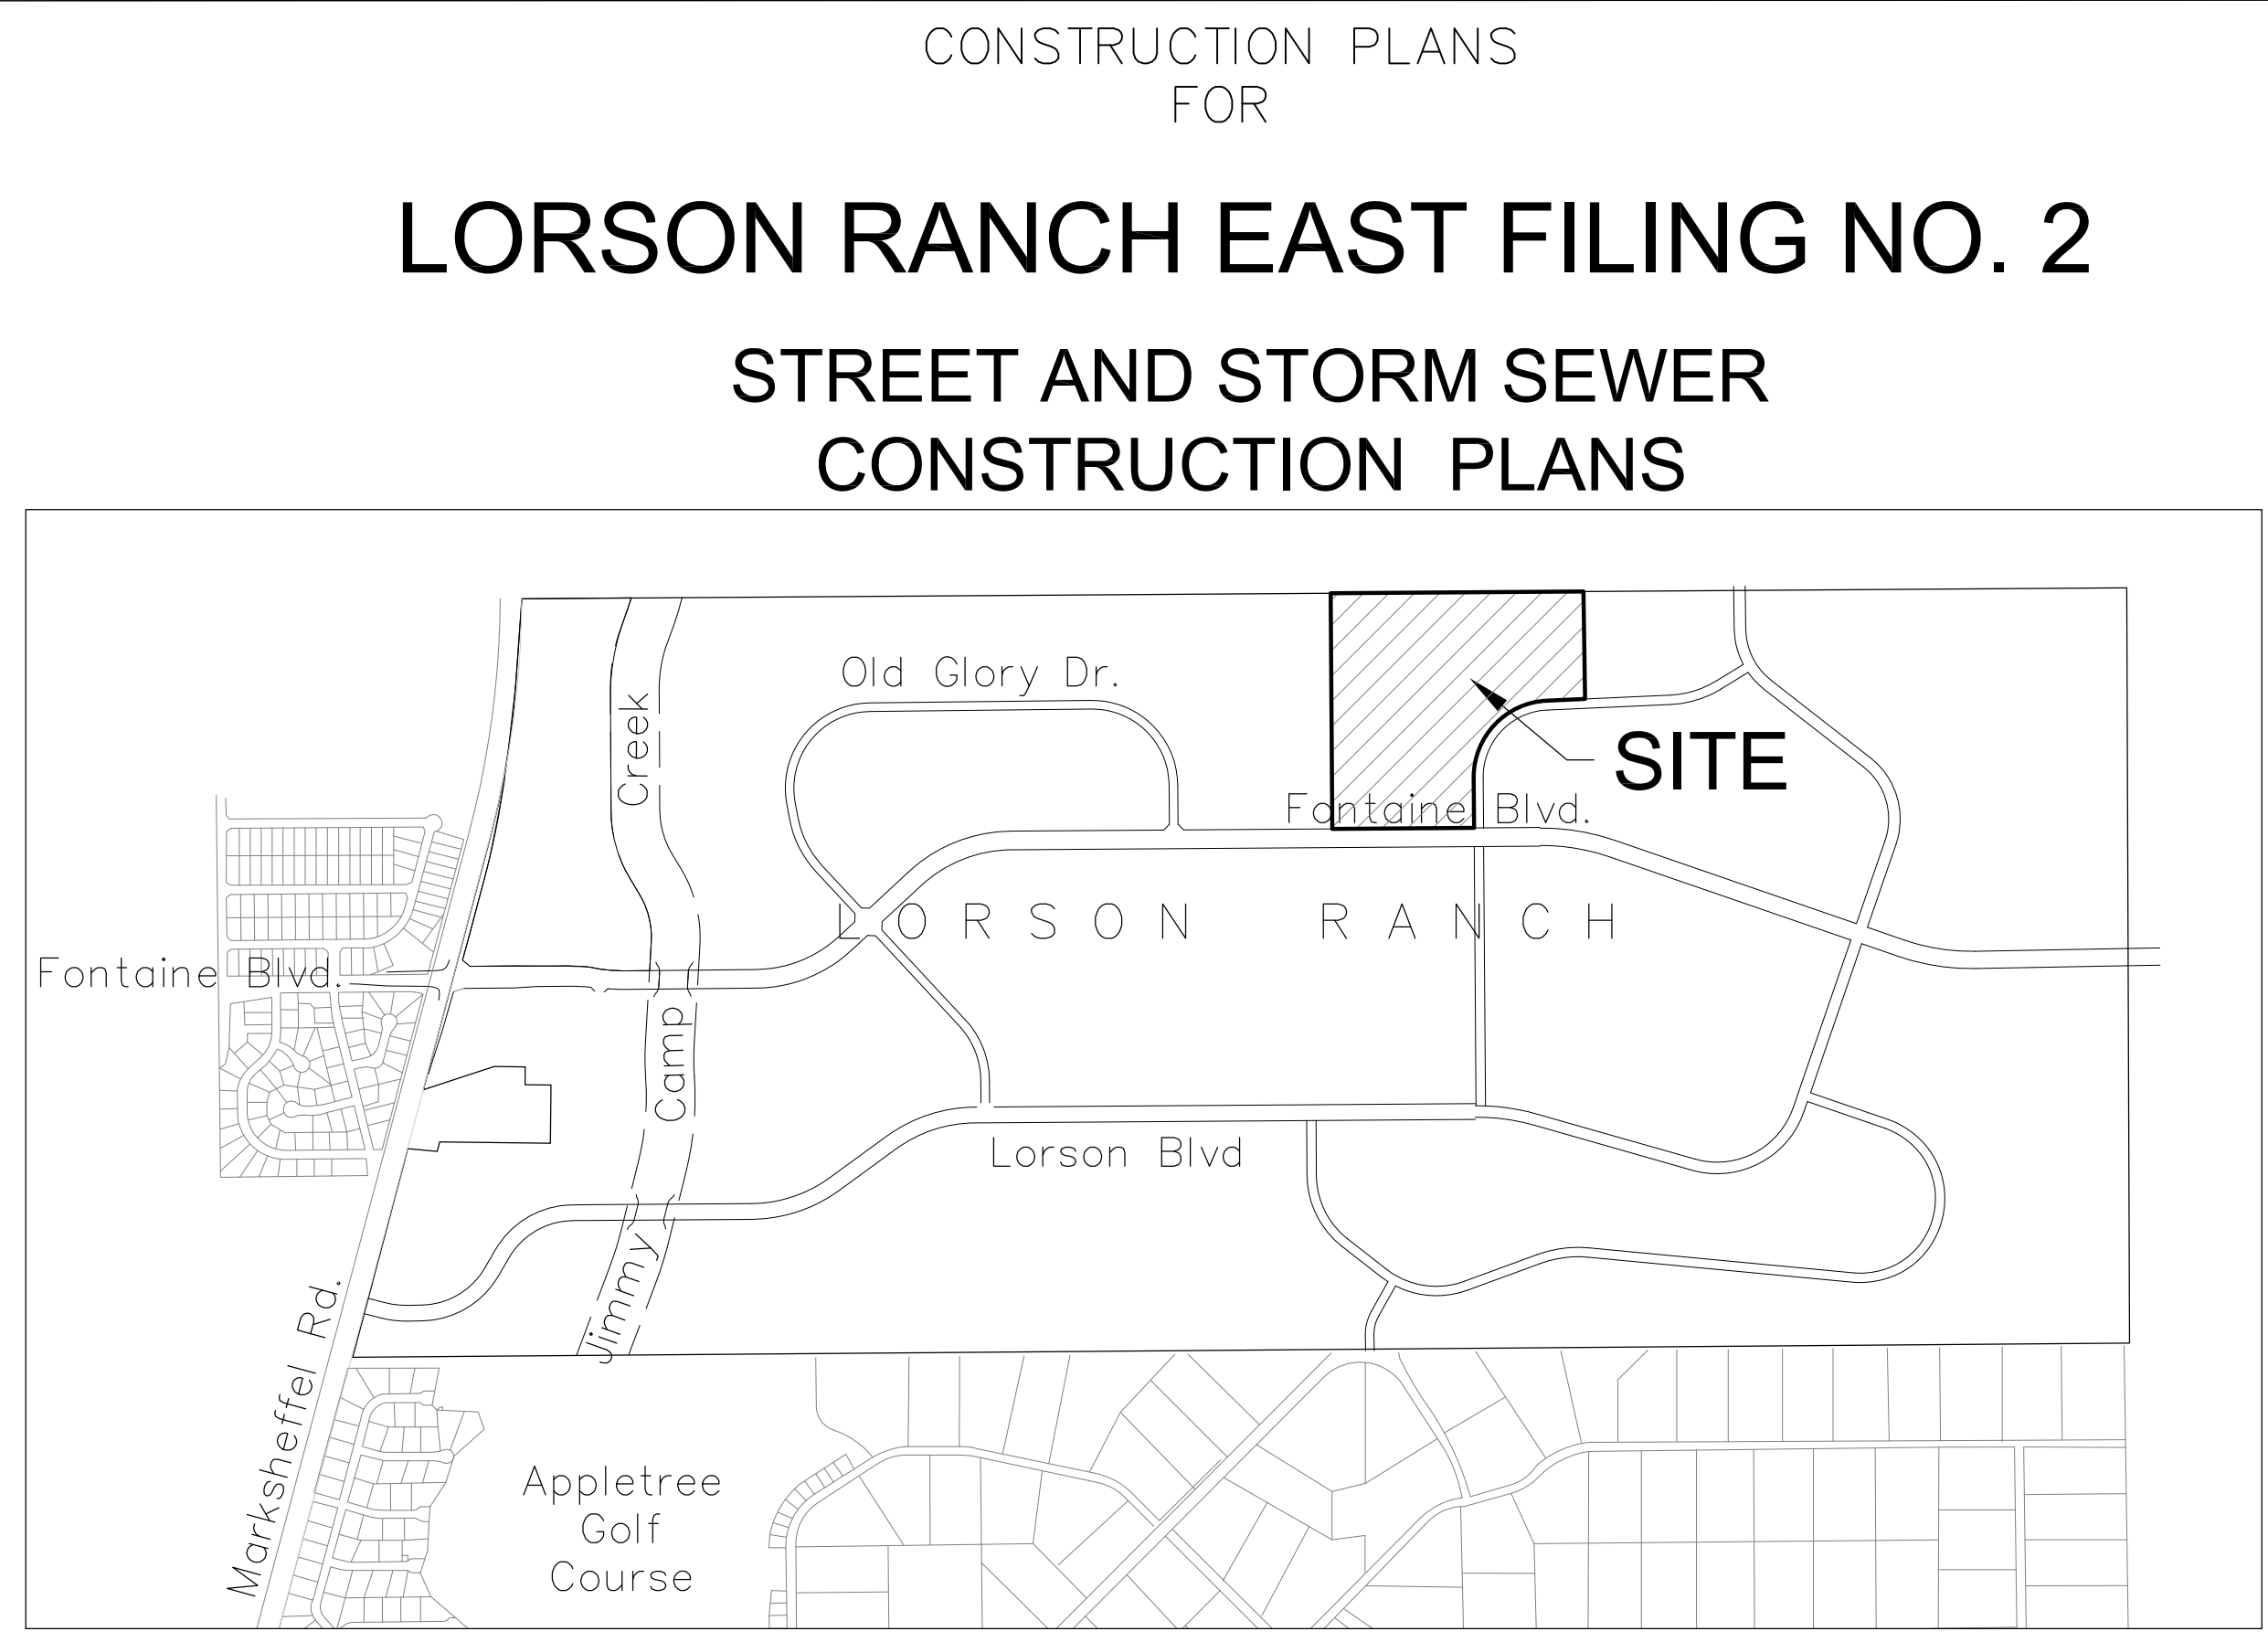 CONSTRUCTION PLANS
FOR
LORSON RANCH EAST FILING NO. 2
STREET AND STORM SEWER
CONSTRUCTION PLANS
Old Glory Dr.
Creek
SITE
Fontaine Blvd.
LORSON RANCH
Fontaine Blvd.
Camp
Lorson Blvd
Jimmy
Marksheffel Rd.
Appletree
Golf
Course